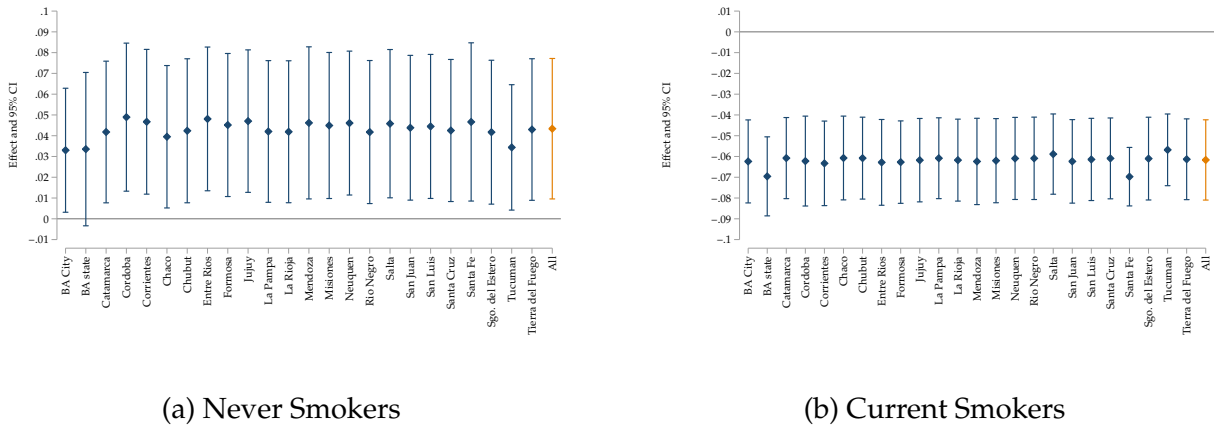 .1
.09
.08
.07
.06
.05
.04
.03
.02
.01
0
-.01
Effect and 95% CI
BA City
BA state
Catamarca
Cordoba
Corrientes
Chaco
Chubut
Entre Rios
Formosa
Jujuy
La Pampa
La Rioja
Mendoza
Misiones
Neuquen
Rio Negro
Salta
San Juan
San Luis
Santa Cruz
Santa Fe
Sgo. del Estero
Tucuman
Tierra del Fuego
All
(a) Never Smokers
.01
0
-.01
-.02
-.03
-.04
-.05
-.06
-.07
-.08
-.09
-.1
Effect and 95% CI
BA City
BA state
Catamarca
Cordoba
Corrientes
Chaco
Chubut
Entre Rios
Formosa
Jujuy
La Pampa
La Rioja
Mendoza
Misiones
Neuquen
Rio Negro
Salta
San Juan
San Luis
Santa Cruz
Santa Fe
Sgo. del Estero
Tucuman
Tierra del Fuego
All
(b) Current Smokers